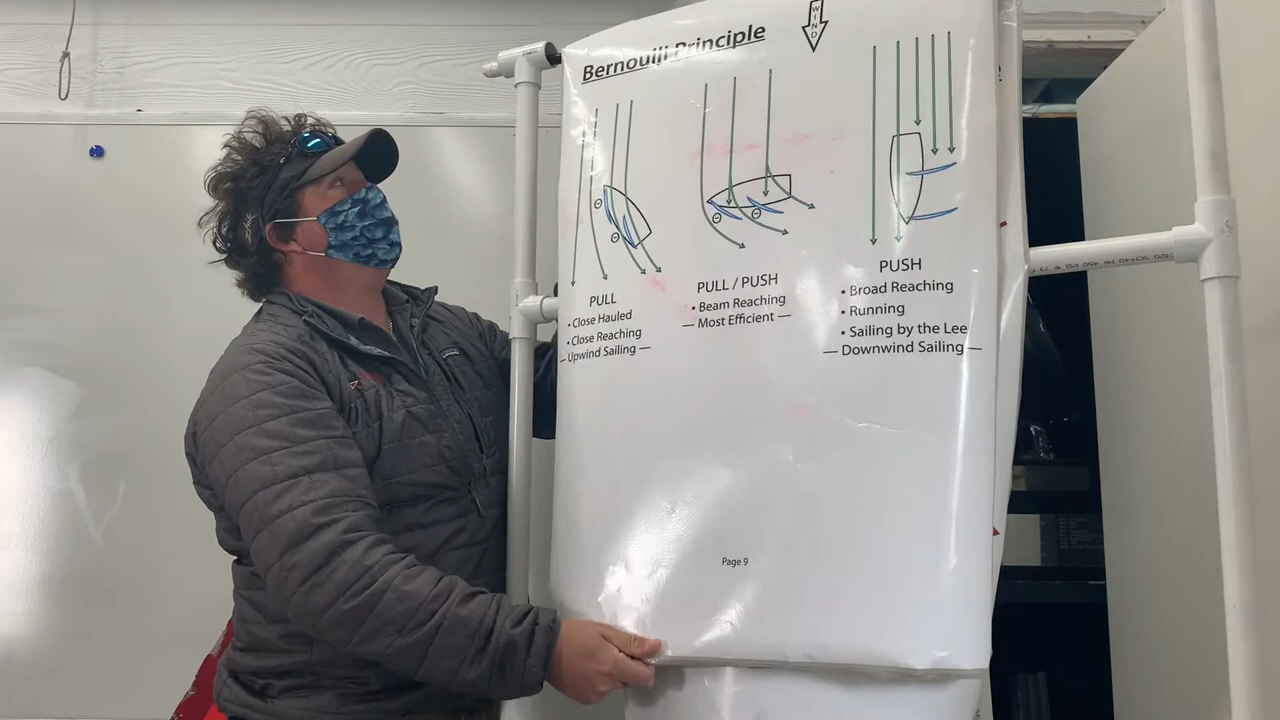 Bernoulli Principle
WIND
PULL
• Close Hauled
• Close Reaching
— Upwind Sailing —
PULL / PUSH
• Beam Reaching
— Most Efficient —
PUSH
• Broad Reaching
• Running
• Sailing by the Lee
— Downwind Sailing —
Page 9